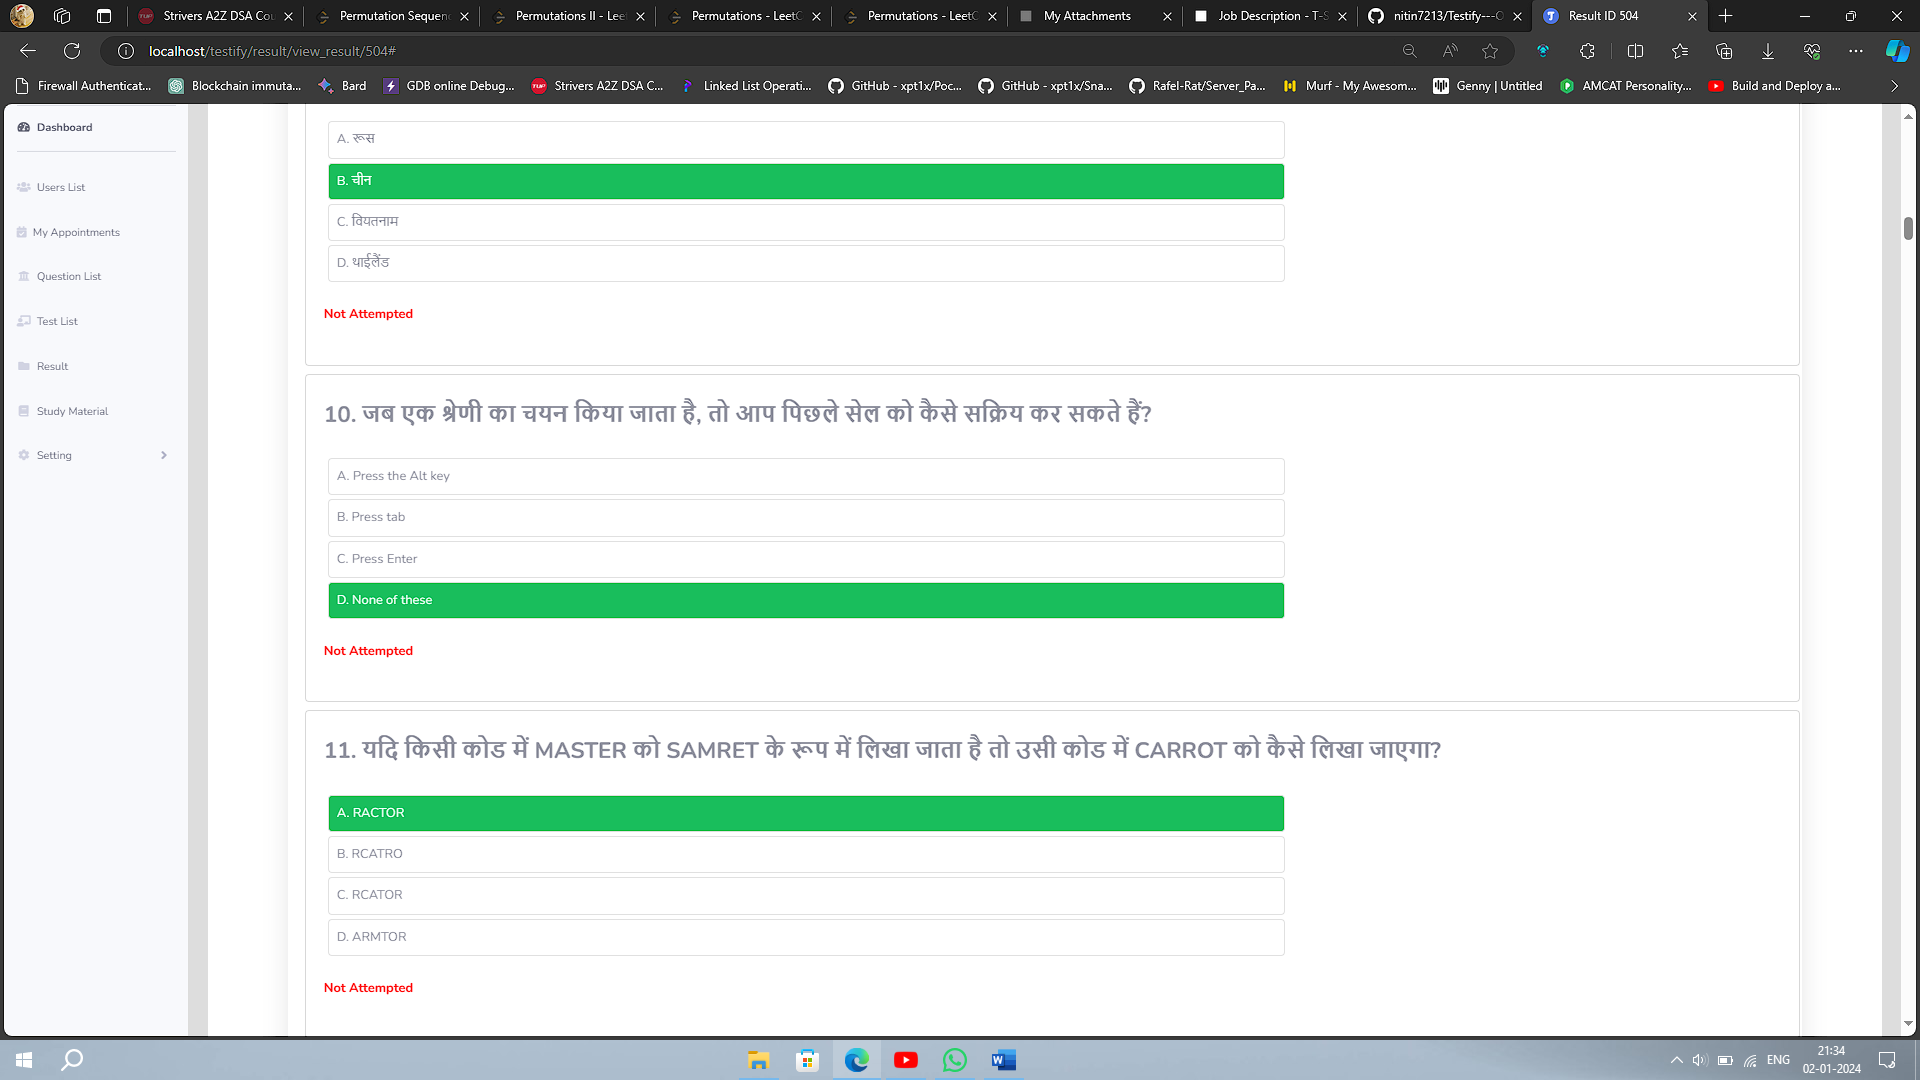 Strivers A2Z DSA Cou
Permutation Sequenc
Permutations II - Leet
Permutations - LeetC
Permutations - LeetC
My Attachments
Job Description - T-S
nitin7213/Testify---O
Result ID 504
localhost/testify/result/view_result/504#
Firewall Authenticat...
Blockchain immuta...
Bard
GDB online Debug...
Strivers A2Z DSA C...
Linked List Operati...
GitHub - xpt1x/Poc...
GitHub - xpt1x/Sna...
Rafel-Rat/Server_Pa...
Murf - My Awesom...
Genny | Untitled
AMCAT Personality...
Build and Deploy a...
Dashboard
Users List
My Appointments
Question List
Test List
Result
Study Material
Setting
A. रूस
B. चीन
C. वियतनाम
D. थाईलैंड
Not Attempted
10. जब एक श्रेणी का चयन किया जाता है, तो आप पिछले सेल को कैसे सक्रिय कर सकते हैं?
A. Press the Alt key
B. Press tab
C. Press Enter
D. None of these
Not Attempted
11. यदि किसी कोड में MASTER को SAMRET के रूप में लिखा जाता है तो उसी कोड में CARROT को कैसे लिखा जाएगा?
A. RACTOR
B. RCATRO
C. RCATOR
D. ARMTOR
Not Attempted
ENG
21:34
02-01-2024